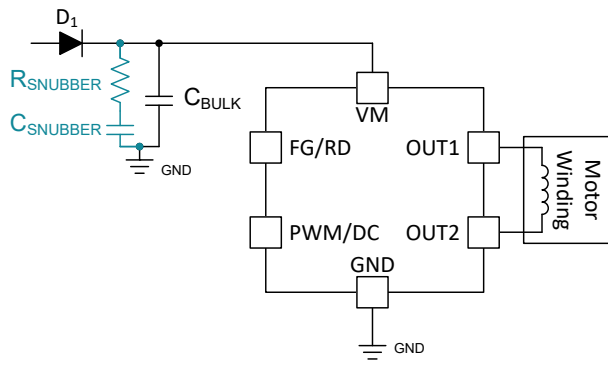 D1
RSNUBBER
CSNUBBER
CBULK
GND
VM
FG/RD
OUT1
PWM/DC
OUT2
GND
GND
Motor
Winding